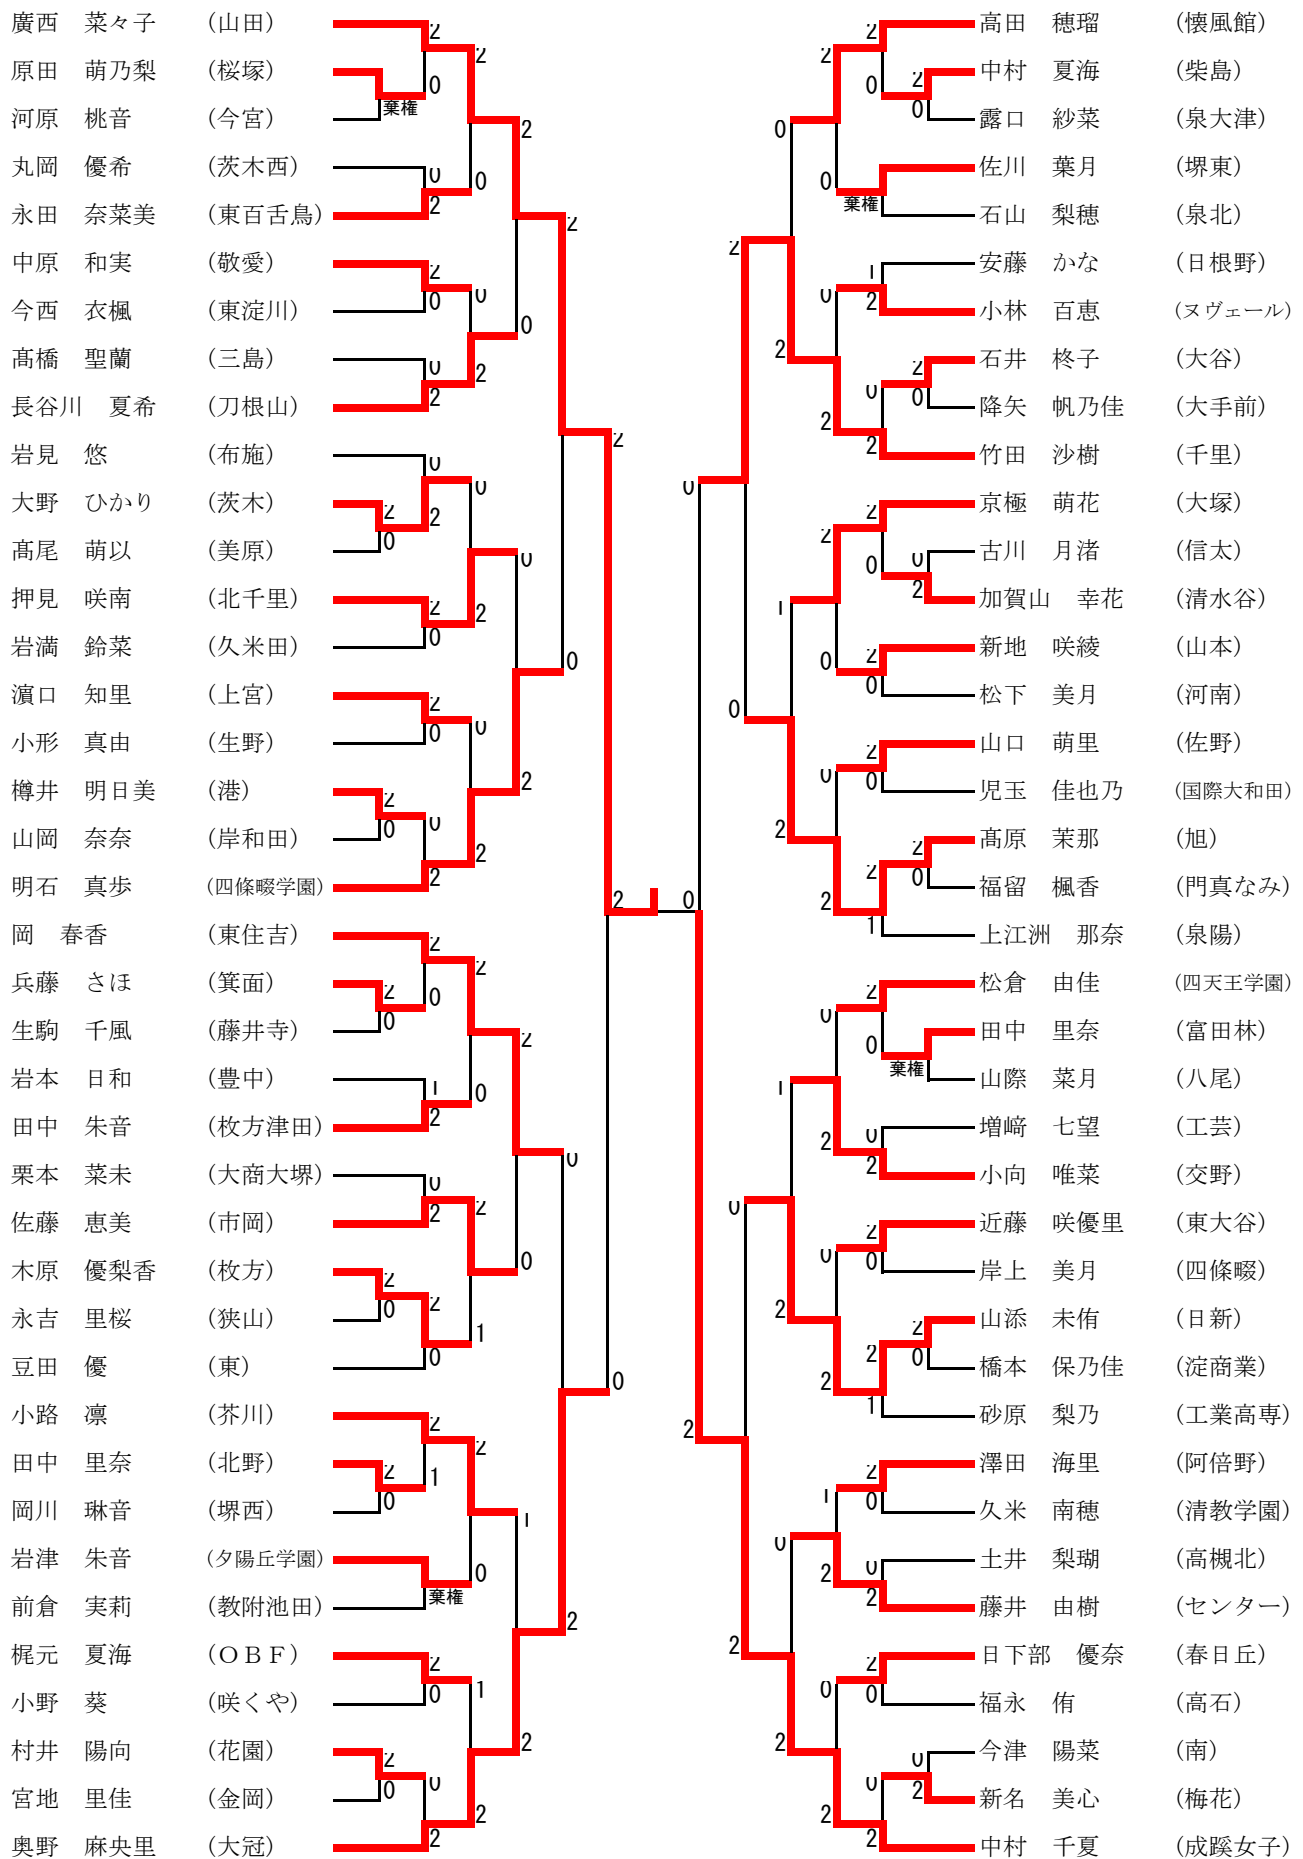 廣西　菜々子　(山田)
原田　萌乃梨　(桜塚)
棄権
河原　桃音　(今宮)
丸岡　優希　(茨木西)
永田　奈菜美　(東百舌鳥)
中原　和実　(敬愛)
今西　衣楓　(東淀川)
髙橋　聖蘭　(三島)
長谷川　夏希　(刀根山)
岩見　悠　(布施)
大野　ひかり　(茨木)
髙尾　萌以　(美原)
押見　咲南　(北千里)
岩満　鈴菜　(久米田)
濵口　知里　(上宮)
小形　真由　(生野)
樽井　明日美　(港)
山岡　奈奈　(岸和田)
明石　真歩　(四條畷学園)
岡　春香　(東住吉)
兵藤　さほ　(箕面)
生駒　千風　(藤井寺)
岩本　日和　(豊中)
田中　朱音　(枚方津田)
栗本　菜未　(大商大堺)
佐藤　恵美　(市岡)
木原　優梨香　(枚方)
永吉　里桜　(狭山)
豆田　優　(東)
小路　凛　(芥川)
田中　里奈　(北野)
岡川　琳音　(堺西)
岩津　朱音　(夕陽丘学園)
棄権
前倉　実莉　(教附池田)
梶元　夏海　(ＯＢＦ)
小野　葵　(咲くや)
村井　陽向　(花園)
宮地　里佳　(金岡)
奥野　麻央里　(大冠)
高田　穂瑠　(懐風館)
中村　夏海　(柴島)
露口　紗菜　(泉大津)
佐川　葉月　(堺東)
棄権
石山　梨穂　(泉北)
安藤　かな　(日根野)
小林　百恵　(ヌヴェール)
石井　柊子　(大谷)
降矢　帆乃佳　(大手前)
竹田　沙樹　(千里)
京極　萌花　(大塚)
古川　月渚　(信太)
加賀山　幸花　(清水谷)
新地　咲綾　(山本)
松下　美月　(河南)
山口　萌里　(佐野)
児玉　佳也乃　(国際大和田)
髙原　茉那　(旭)
福留　楓香　(門真なみ)
上江洲　那奈　(泉陽)
松倉　由佳　(四天王学園)
田中　里奈　(富田林)
棄権
山際　菜月　(八尾)
増﨑　七望　(工芸)
小向　唯菜　(交野)
近藤　咲優里　(東大谷)
岸上　美月　(四條畷)
山添　未侑　(日新)
橋本　保乃佳　(淀商業)
砂原　梨乃　(工業高専)
澤田　海里　(阿倍野)
久米　南穂　(清教学園)
土井　梨瑚　(高槻北)
藤井　由樹　(センター)
日下部　優奈　(春日丘)
福永　侑　(高石)
今津　陽菜　(南)
新名　美心　(梅花)
中村　千夏　(成蹊女子)